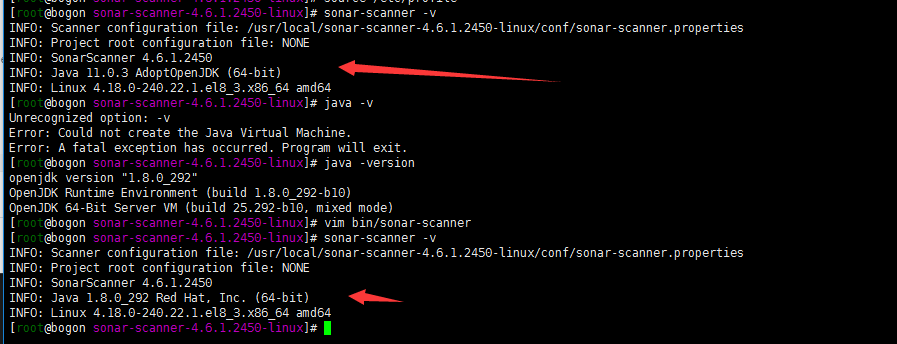 [root@bogon sonar-scanner-4.6.1.2450-linux]# sonar-scanner -v
INFO: Scanner configuration file: /usr/local/sonar-scanner-4.6.1.2450-linux/conf/sonar-scanner.properties
INFO: Project root configuration file: NONE
INFO: SonarScanner 4.6.1.2450
INFO: Java 11.0.3 AdoptOpenJDK (64-bit)
INFO: Linux 4.18.0-240.22.1.el8_3.x86_64 amd64
[root@bogon sonar-scanner-4.6.1.2450-linux]# java -v
Unrecognized option: -v
Error: Could not create the Java Virtual Machine.
Error: A fatal exception has occurred. Program will exit.
[root@bogon sonar-scanner-4.6.1.2450-linux]# java -version
openjdk version "1.8.0_292"
OpenJDK Runtime Environment (build 1.8.0_292-b10)
OpenJDK 64-Bit Server VM (build 25.292-b10, mixed mode)
[root@bogon sonar-scanner-4.6.1.2450-linux]# vim bin/sonar-scanner
[root@bogon sonar-scanner-4.6.1.2450-linux]# sonar-scanner -v
INFO: Scanner configuration file: /usr/local/sonar-scanner-4.6.1.2450-linux/conf/sonar-scanner.properties
INFO: Project root configuration file: NONE
INFO: SonarScanner 4.6.1.2450
INFO: Java 1.8.0_292 Red Hat, Inc. (64-bit)
INFO: Linux 4.18.0-240.22.1.el8_3.x86_64 amd64
[root@bogon sonar-scanner-4.6.1.2450-linux]#